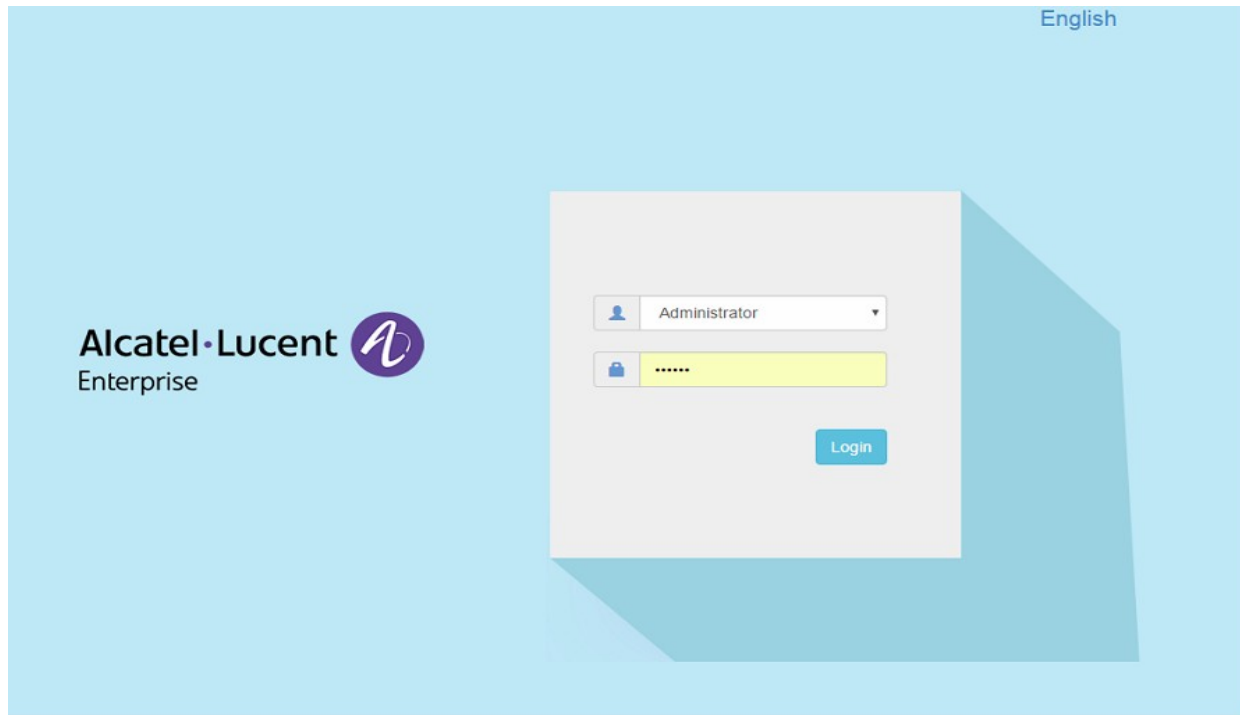 English
Alcatel·Lucent
Enterprise
Administrator
••••••
Login